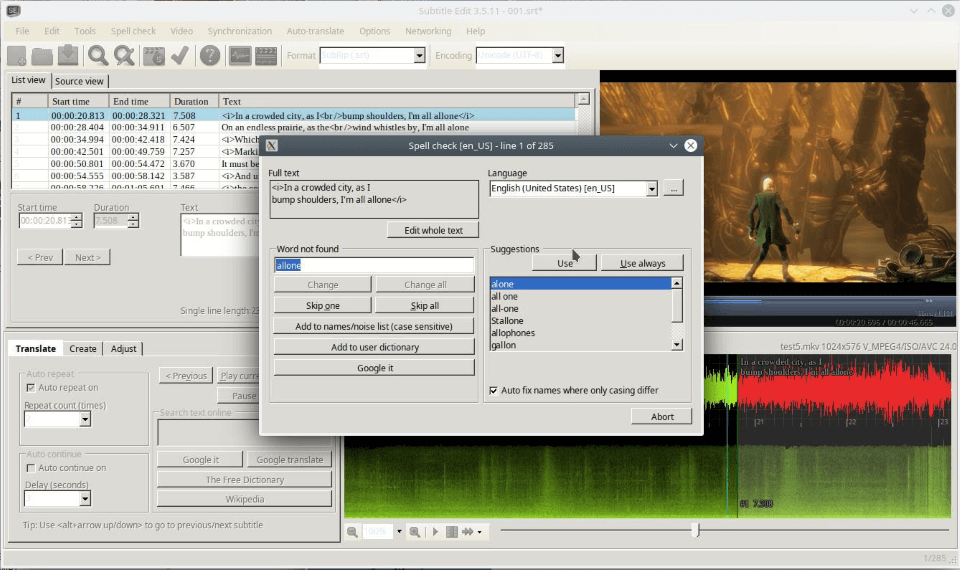 Subtitle Edit 3.5.11 - 001.srt*
File Edit Tools Spell check Video Synchronization Auto-translate Options Networking Help
Format SubRip (.srt) Encoding Unicode (UTF-8)
List view Source view
# Start time End time Duration Text
1 00:00:20.813 00:00:28.321 7.508 <i>In a crowded city, as I<br />bump shoulders, I'm all allone</i>
00:00:28.404 00:00:34.911 6.507 On an endless prairie, as the<br />wind whistles by, I'm all alone
00:00:34.994 00:00:42.418 7.424 <i>Which
00:00:42.501 00:00:49.759 7.257 <i>Marki
00:00:50.801 00:00:54.472 3.670 It must be
00:00:54.555 00:00:58.142 3.587 <i>And u
00:00:58.226 00:01:05.691 7.466
Start time Duration Text
00:00:20.813 7.508 <i>In a crowded city
bump shoulders, I'm
< Prev Next >
Single line length
Spell check [en_US] - line 1 of 285
Full text
<i>In a crowded city, as I
bump shoulders, I'm all allone</i>
Edit whole text
Language
English (United States) [en_US] ...
Word not found
allone
Change Change all
Skip one Skip all
Add to names/noise list (case sensitive)
Add to user dictionary
Google it
Suggestions
Use Use always
alone
all one
all-one
Stallone
allophones
gallon
Auto fix names where only casing differ
Abort
00:00:20.696 / 00:00:46.665
Translate Create Adjust
Auto repeat
Auto repeat on
Repeat count (times)
Auto continue
Auto continue on
Delay (seconds)
< Previous Play curre
Pause
Search text online
Google it Google translate
The Free Dictionary
Wikipedia
Tip: Use <alt+arrow up/down> to go to previous/next subtitle
test5.mkv 1024x576 V_MPEG4/ISO/AVC 24.0
In a crowded city, as I
bump shoulders, I'm all allone
21 22 23
#1 7.508
1/285